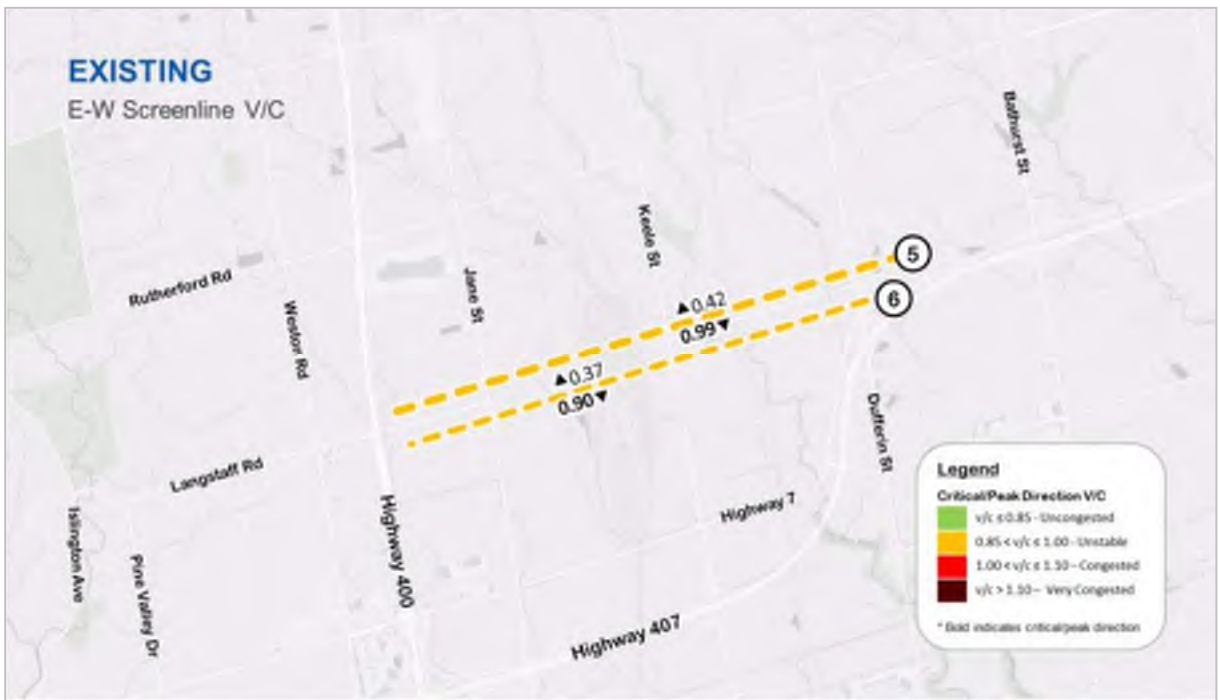 EXISTING
E-W Screenline V/C
Bathurst St
Keele St
5
Rutherford Rd
Jane St
6
Weston Rd
▲0.42
0.99▼
▲0.37
0.90▼
Dufferin St
Langstaff Rd
Highway 7
Highway 400
Islington Ave
Pine Valley Dr
Highway 407
Legend
Critical/Peak Direction V/C
v/c ≤ 0.85 - Uncongested
0.85 < v/c ≤ 1.00 - Unstable
1.00 < v/c ≤ 1.10 - Congested
v/c > 1.10 - Very Congested
* Bold indicates critical/peak direction